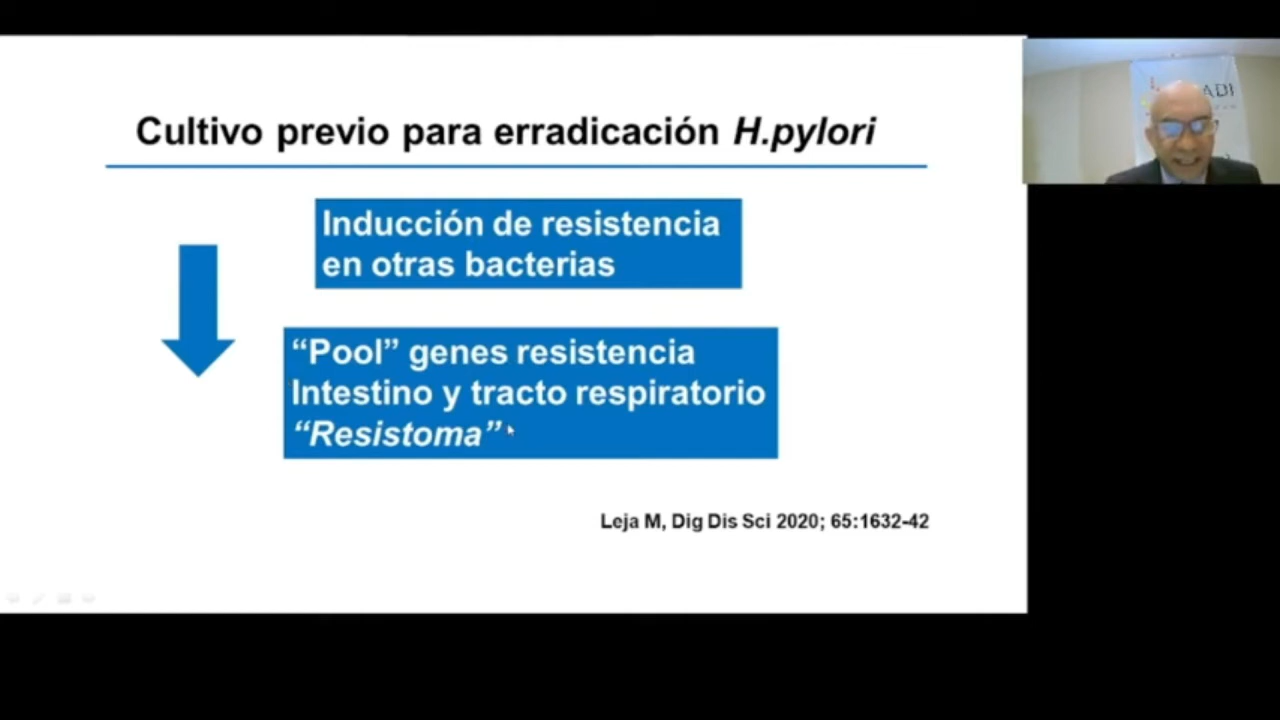 Cultivo previo para erradicación H.pylori
Inducción de resistencia
en otras bacterias
“Pool” genes resistencia
Intestino y tracto respiratorio
“Resistoma”
Leja M, Dig Dis Sci 2020; 65:1632-42